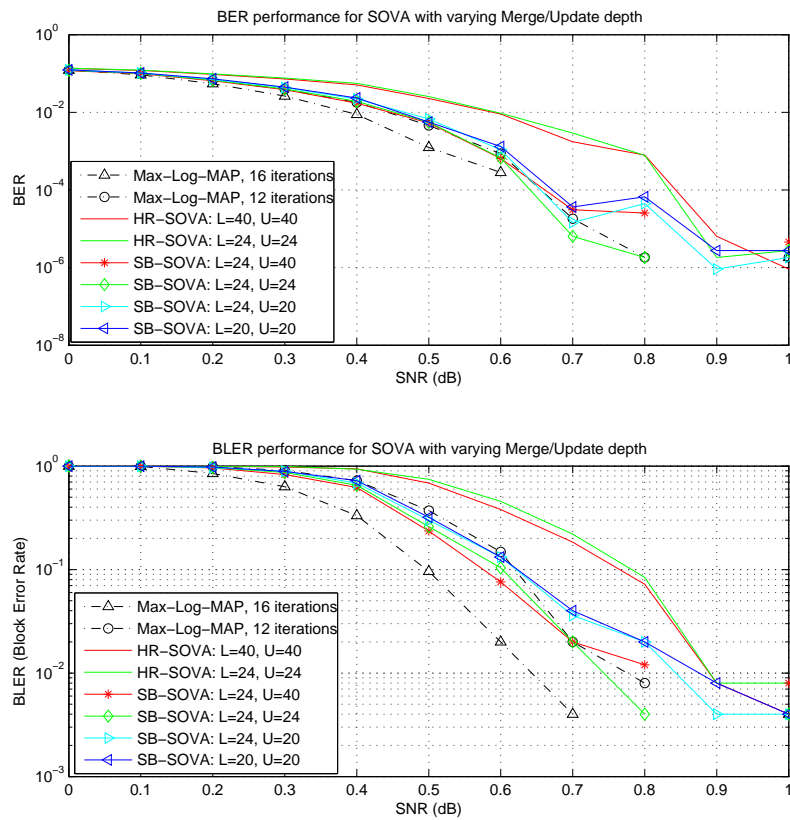 BER performance for SOVA with varying Merge/Update depth
10^0
10^−2
10^−4
10^−6
10^−8
BER
Max−Log−MAP, 16 iterations
Max−Log−MAP, 12 iterations
HR−SOVA: L=40, U=40
HR−SOVA: L=24, U=24
SB−SOVA: L=24, U=40
SB−SOVA: L=24, U=24
SB−SOVA: L=24, U=20
SB−SOVA: L=20, U=20
0 0.1 0.2 0.3 0.4 0.5 0.6 0.7 0.8 0.9 1
SNR (dB)
BLER performance for SOVA with varying Merge/Update depth
10^0
10^−1
10^−2
10^−3
BLER (Block Error Rate)
Max−Log−MAP, 16 iterations
Max−Log−MAP, 12 iterations
HR−SOVA: L=40, U=40
HR−SOVA: L=24, U=24
SB−SOVA: L=24, U=40
SB−SOVA: L=24, U=24
SB−SOVA: L=24, U=20
SB−SOVA: L=20, U=20
0 0.1 0.2 0.3 0.4 0.5 0.6 0.7 0.8 0.9 1
SNR (dB)